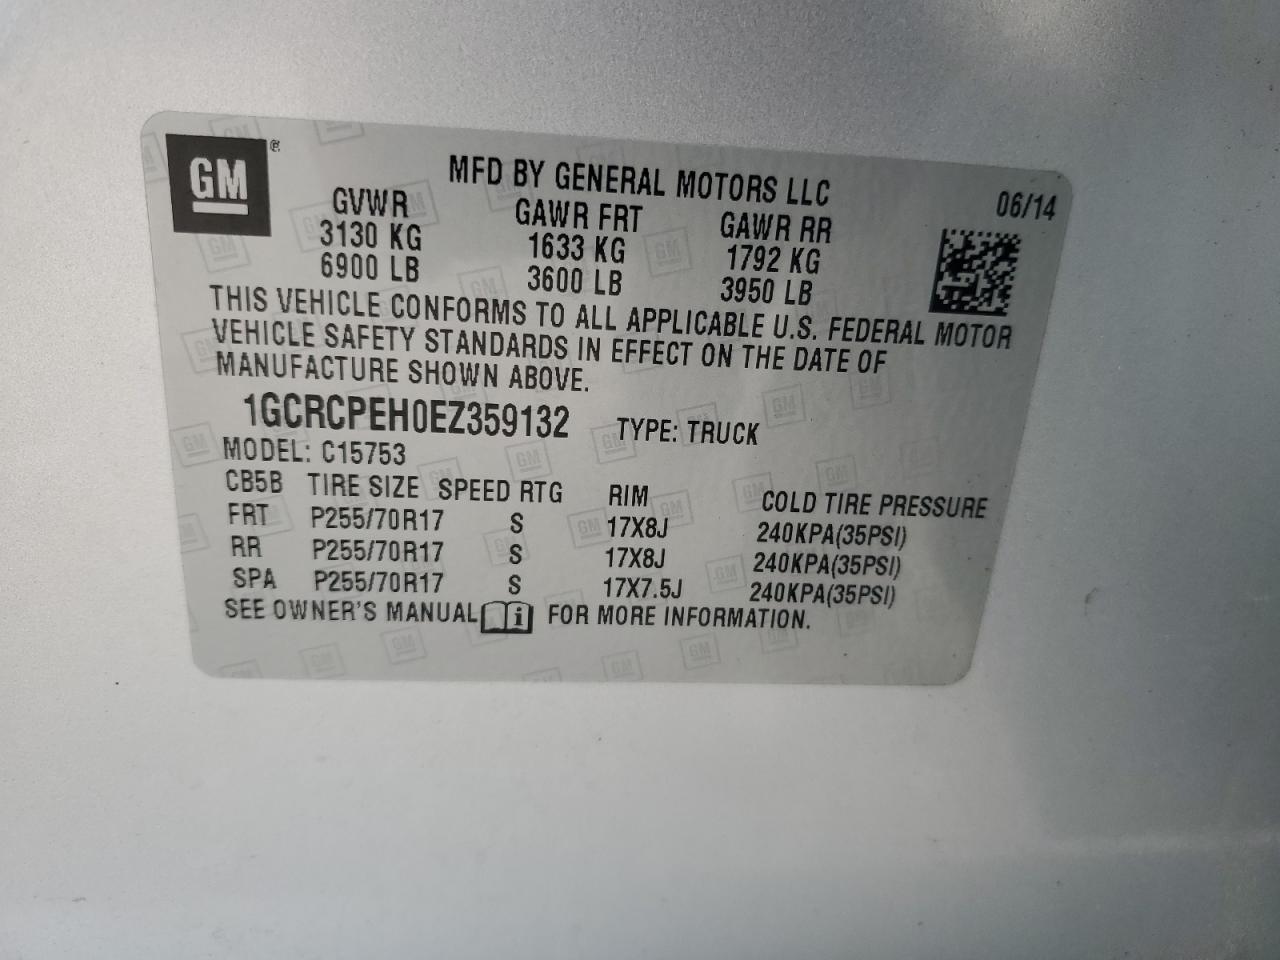 GM
MFD BY GENERAL MOTORS LLC 06/14
GVWR GAWR FRT GAWR RR
3130 KG 1633 KG 1792 KG
6900 LB 3600 LB 3950 LB
THIS VEHICLE CONFORMS TO ALL APPLICABLE U.S. FEDERAL MOTOR
VEHICLE SAFETY STANDARDS IN EFFECT ON THE DATE OF
MANUFACTURE SHOWN ABOVE.
1GCRCPEH0EZ359132 TYPE: TRUCK
MODEL: C15753
CB5B TIRE SIZE SPEED RTG RIM COLD TIRE PRESSURE
FRT P255/70R17 S 17X8J 240KPA(35PSI)
RR P255/70R17 S 17X8J 240KPA(35PSI)
SPA P255/70R17 S 17X7.5J 240KPA(35PSI)
SEE OWNER'S MANUAL i FOR MORE INFORMATION.